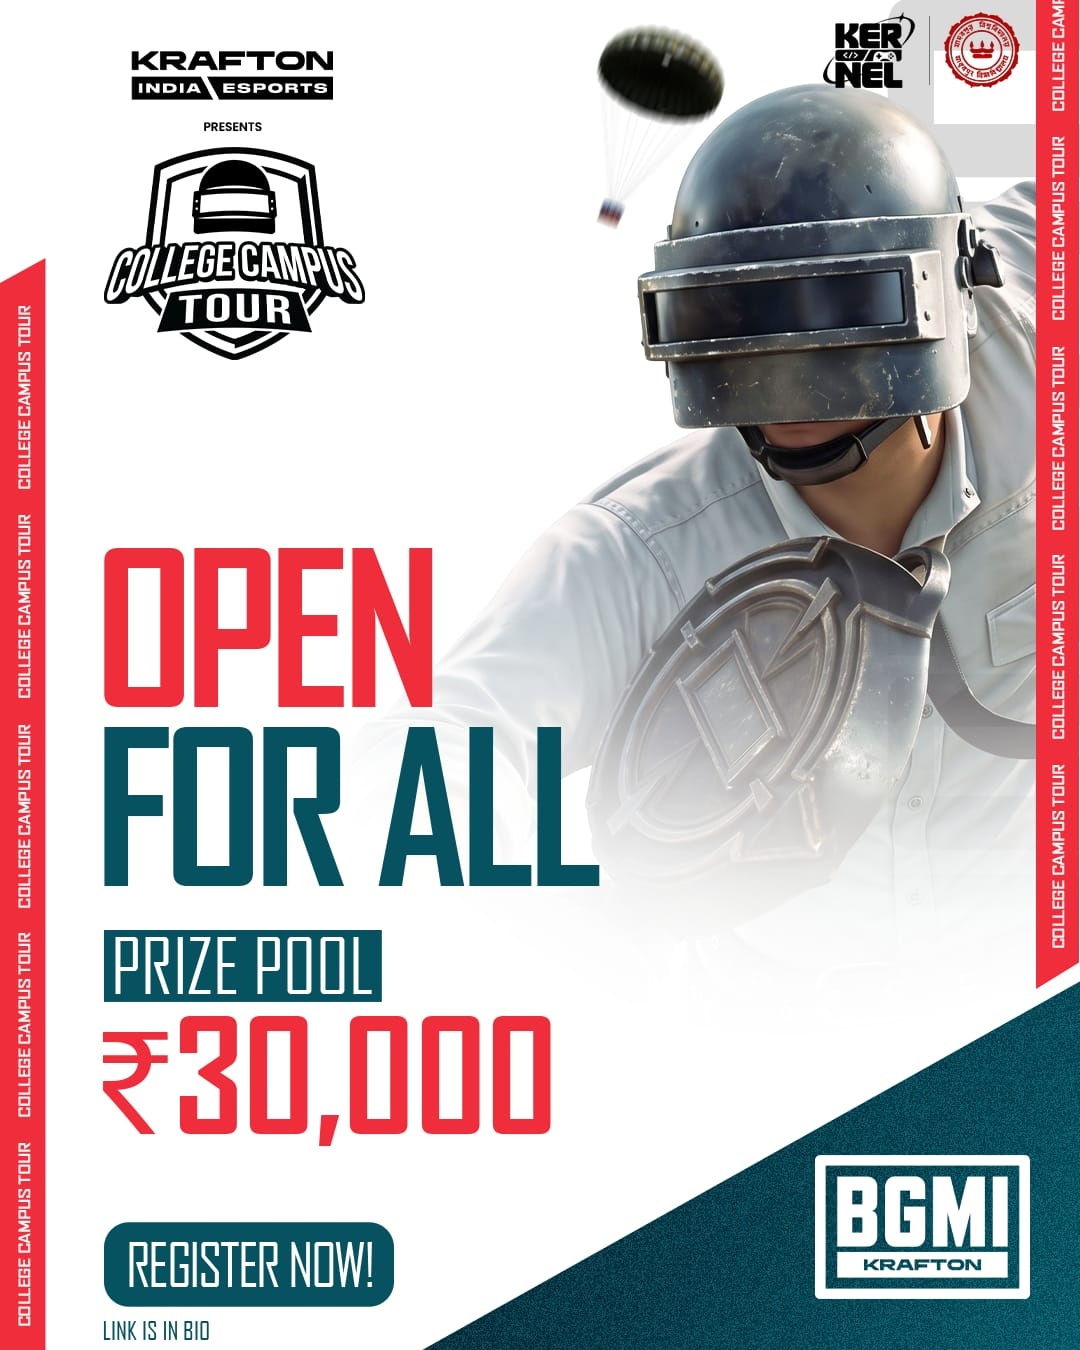 KRAFTON
INDIA ESPORTS
PRESENTS
COLLEGE CAMPUS
TOUR
KER
</>
NEL
OPEN
FOR ALL
PRIZE POOL
₹30,000
REGISTER NOW!
LINK IS IN BIO
BGMI
KRAFTON
COLLEGE CAMPUS TOUR
COLLEGE CAMPUS TOUR
COLLEGE CAMPUS TOUR
COLLEGE CAMPUS TOUR
COLLEGE CAMPUS TOUR
COLLEGE CAMP
COLLEGE CAMPUS TOUR
COLLEGE CAMPUS TOUR
COLLEGE CAMPUS TOUR
COLLEGE CAMPUS TOUR